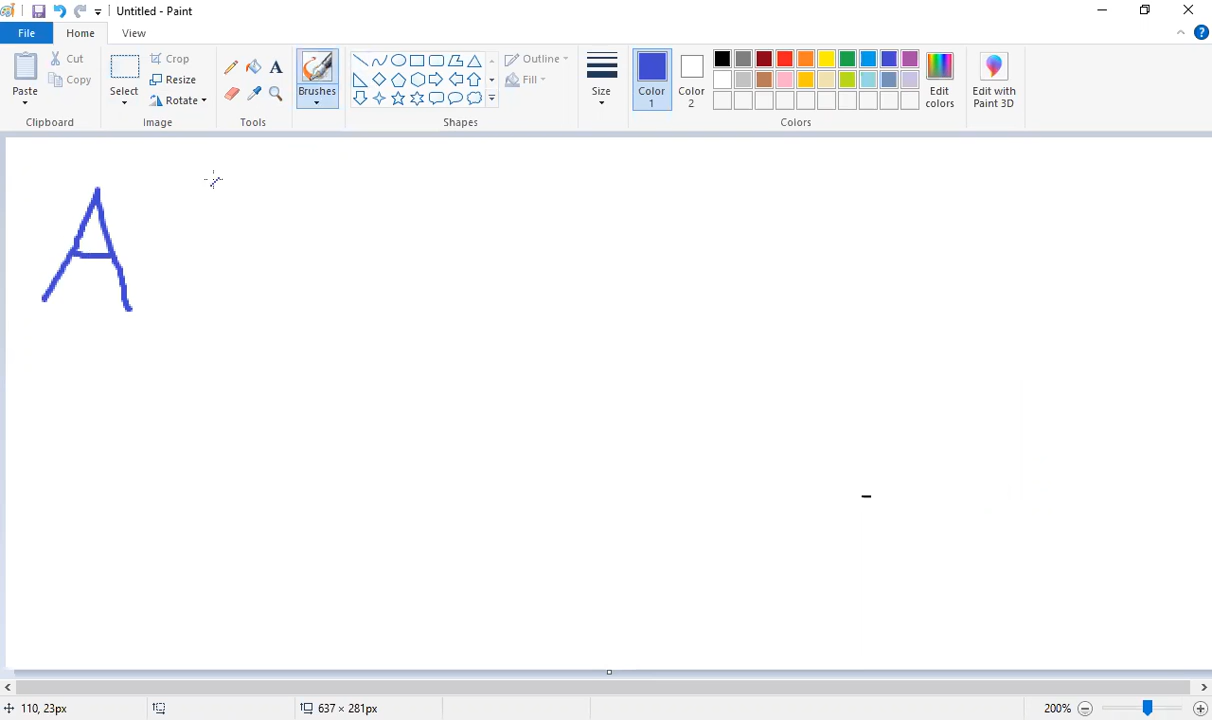 Untitled - Paint
File Home View
Paste Cut Copy Clipboard
Select Crop Resize Rotate Image
A Tools
Brushes
Outline Fill Shapes
Size
Color 1 Color 2 Edit colors Colors
Edit with Paint 3D
A
110, 23px 637 × 281px 200%